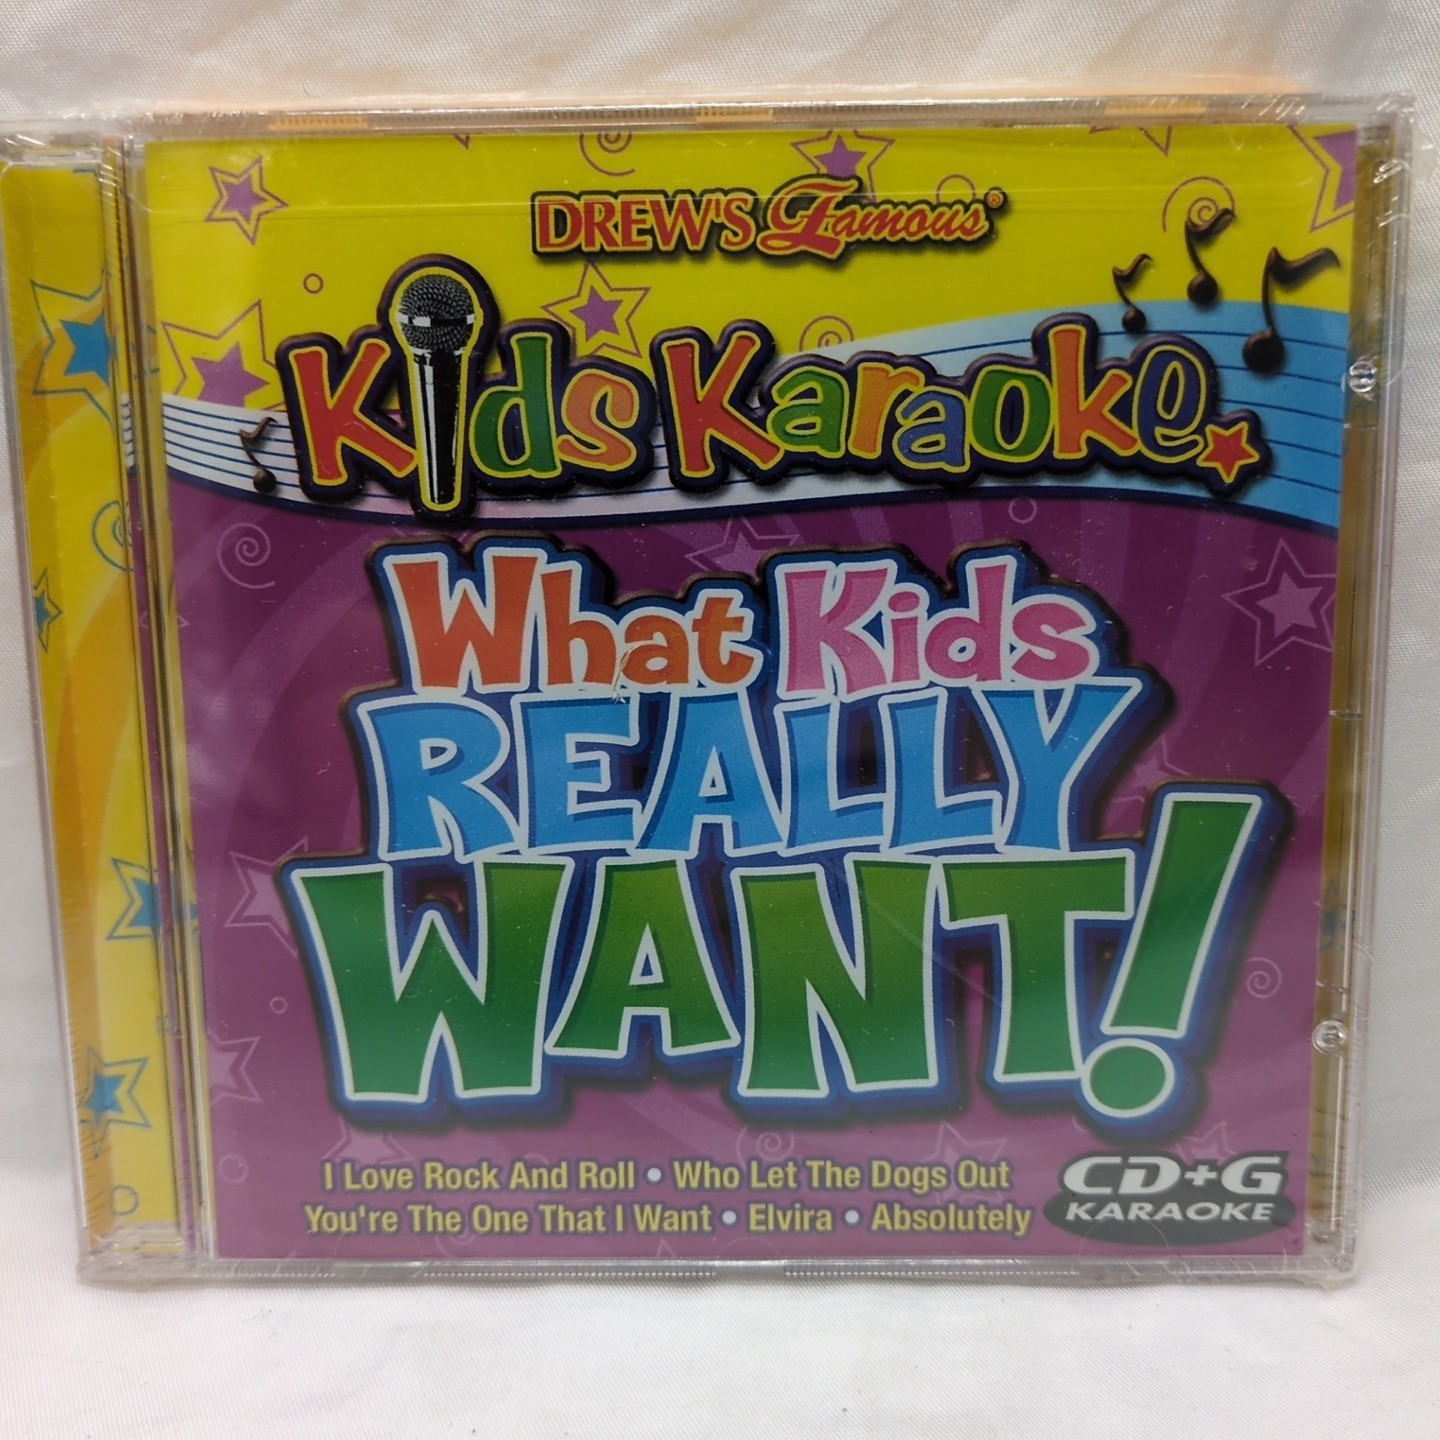 DREW'S Famous®
Kids Karaoke
What Kids
REALLY
WANT!
I Love Rock And Roll • Who Let The Dogs Out
You're The One That I Want • Elvira • Absolutely
CD+G
KARAOKE